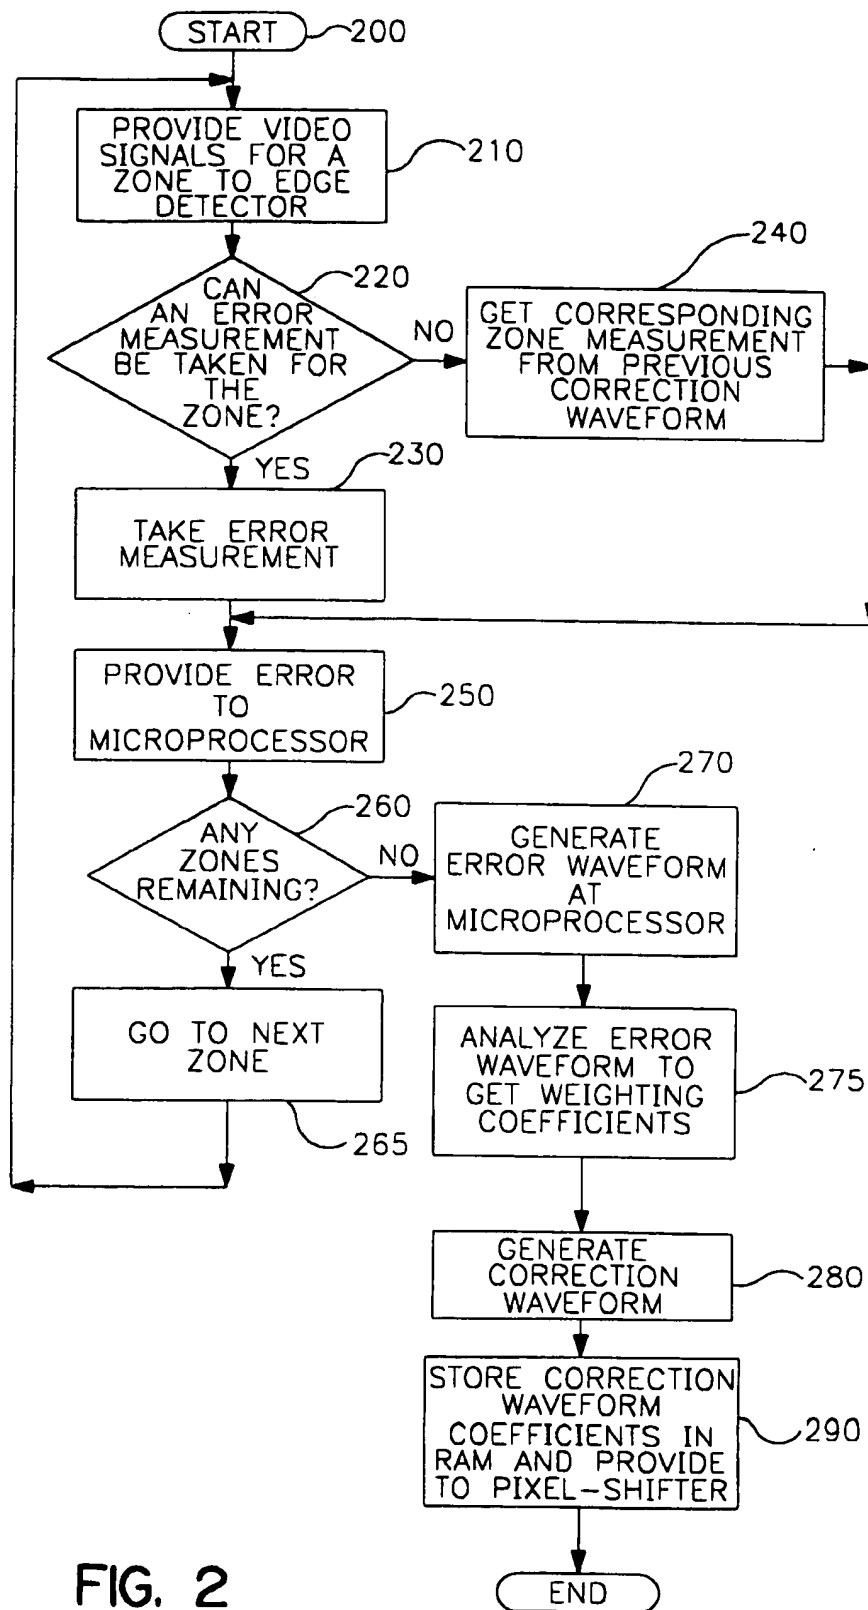 START
200
PROVIDE VIDEO
SIGNALS FOR A
ZONE TO EDGE
DETECTOR
210
CAN
AN ERROR
MEASUREMENT
BE TAKEN FOR
THE
ZONE?
220
NO
240
GET CORRESPONDING
ZONE MEASUREMENT
FROM PREVIOUS
CORRECTION
WAVEFORM
YES
230
TAKE ERROR
MEASUREMENT
PROVIDE ERROR
TO
MICROPROCESSOR
250
ANY
ZONES
REMAINING?
260
NO
270
GENERATE
ERROR WAVEFORM
AT
MICROPROCESSOR
YES
GO TO NEXT
ZONE
265
ANALYZE ERROR
WAVEFORM TO
GET WEIGHTING
COEFFICIENTS
275
GENERATE
CORRECTION
WAVEFORM
280
STORE CORRECTION
WAVEFORM
COEFFICIENTS IN
RAM AND PROVIDE
TO PIXEL-SHIFTER
290
END
FIG. 2